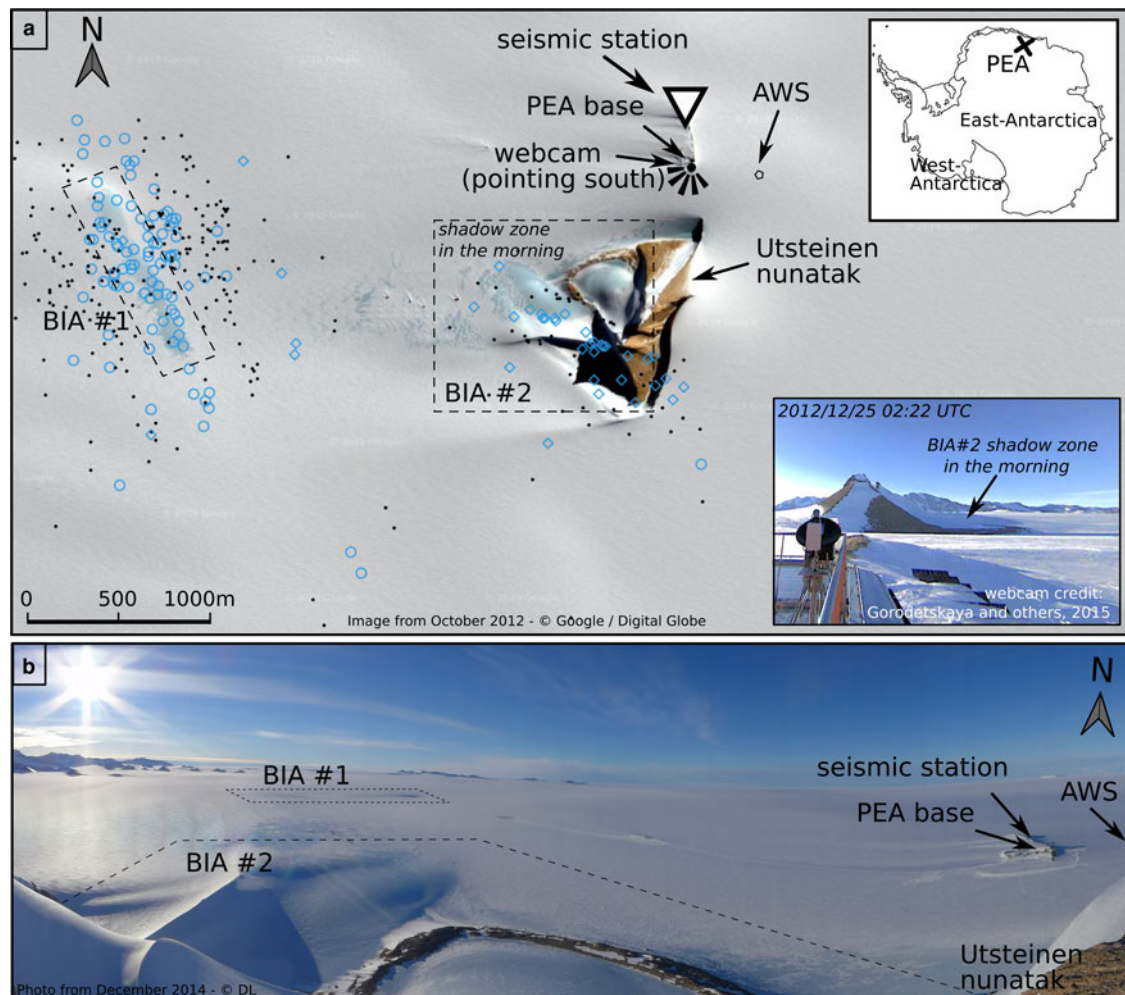 a
N
seismic station
PEA base
webcam
(pointing south)
AWS
PEA
East-Antarctica
West-
Antarctica
shadow zone
in the morning
Utsteinen
nunatak
BIA #1
BIA #2
2012/12/25 02:22 UTC
BIA#2 shadow zone
in the morning
webcam credit:
Gorodetskaya and others, 2015
0 500 1000m
Image from October 2012 - © Google / Digital Globe
b
N
BIA #1
seismic station
AWS
PEA base
BIA #2
Utsteinen
nunatak
Photo from December 2014 - © DL